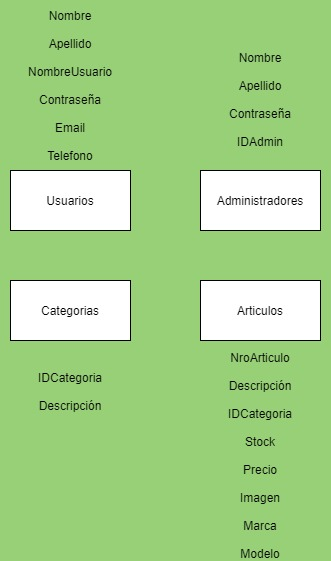 Nombre
Apellido
NombreUsuario
Contraseña
Email
Telefono
Usuarios
Nombre
Apellido
Contraseña
IDAdmin
Administradores
Categorias
IDCategoria
Descripción
Articulos
NroArticulo
Descripción
IDCategoria
Stock
Precio
Imagen
Marca
Modelo